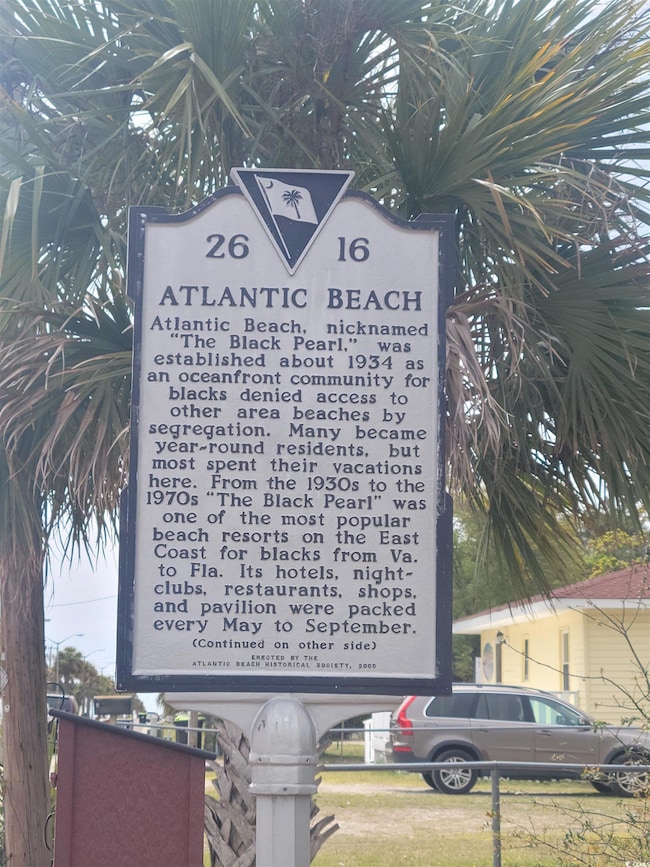 26 16
ATLANTIC BEACH
Atlantic Beach, nicknamed
"The Black Pearl," was
established about 1934 as
an oceanfront community for
blacks denied access to
other area beaches by
segregation. Many became
year-round residents, but
most spent their vacations
here. From the 1930s to the
1970s "The Black Pearl" was
one of the most popular
beach resorts on the East
Coast for blacks from Va.
to Fla. Its hotels, night-
clubs, restaurants, shops,
and pavilion were packed
every May to September.
(Continued on other side)
ERECTED BY THE
ATLANTIC BEACH HISTORICAL SOCIETY, 2005